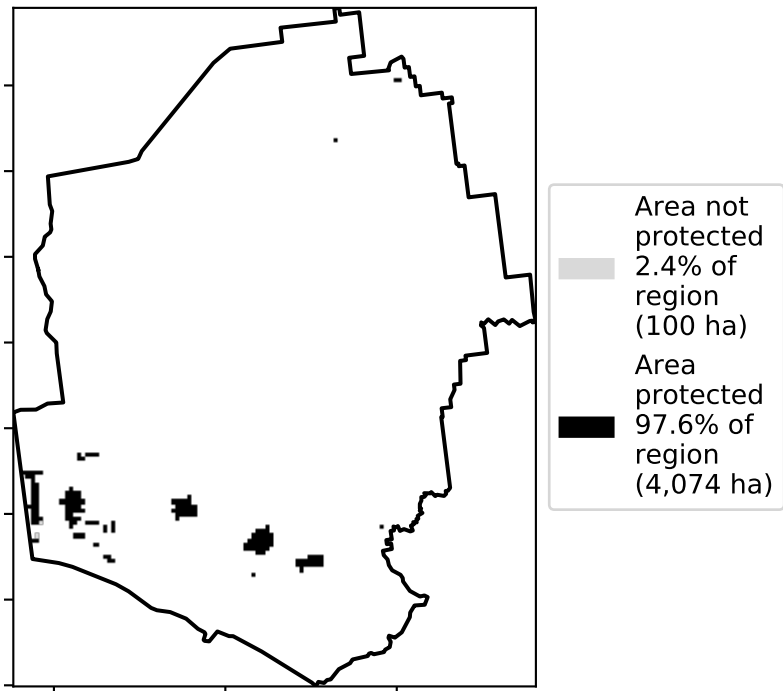 Area not
protected
2.4% of
region
(100 ha)
Area
protected
97.6% of
region
(4,074 ha)